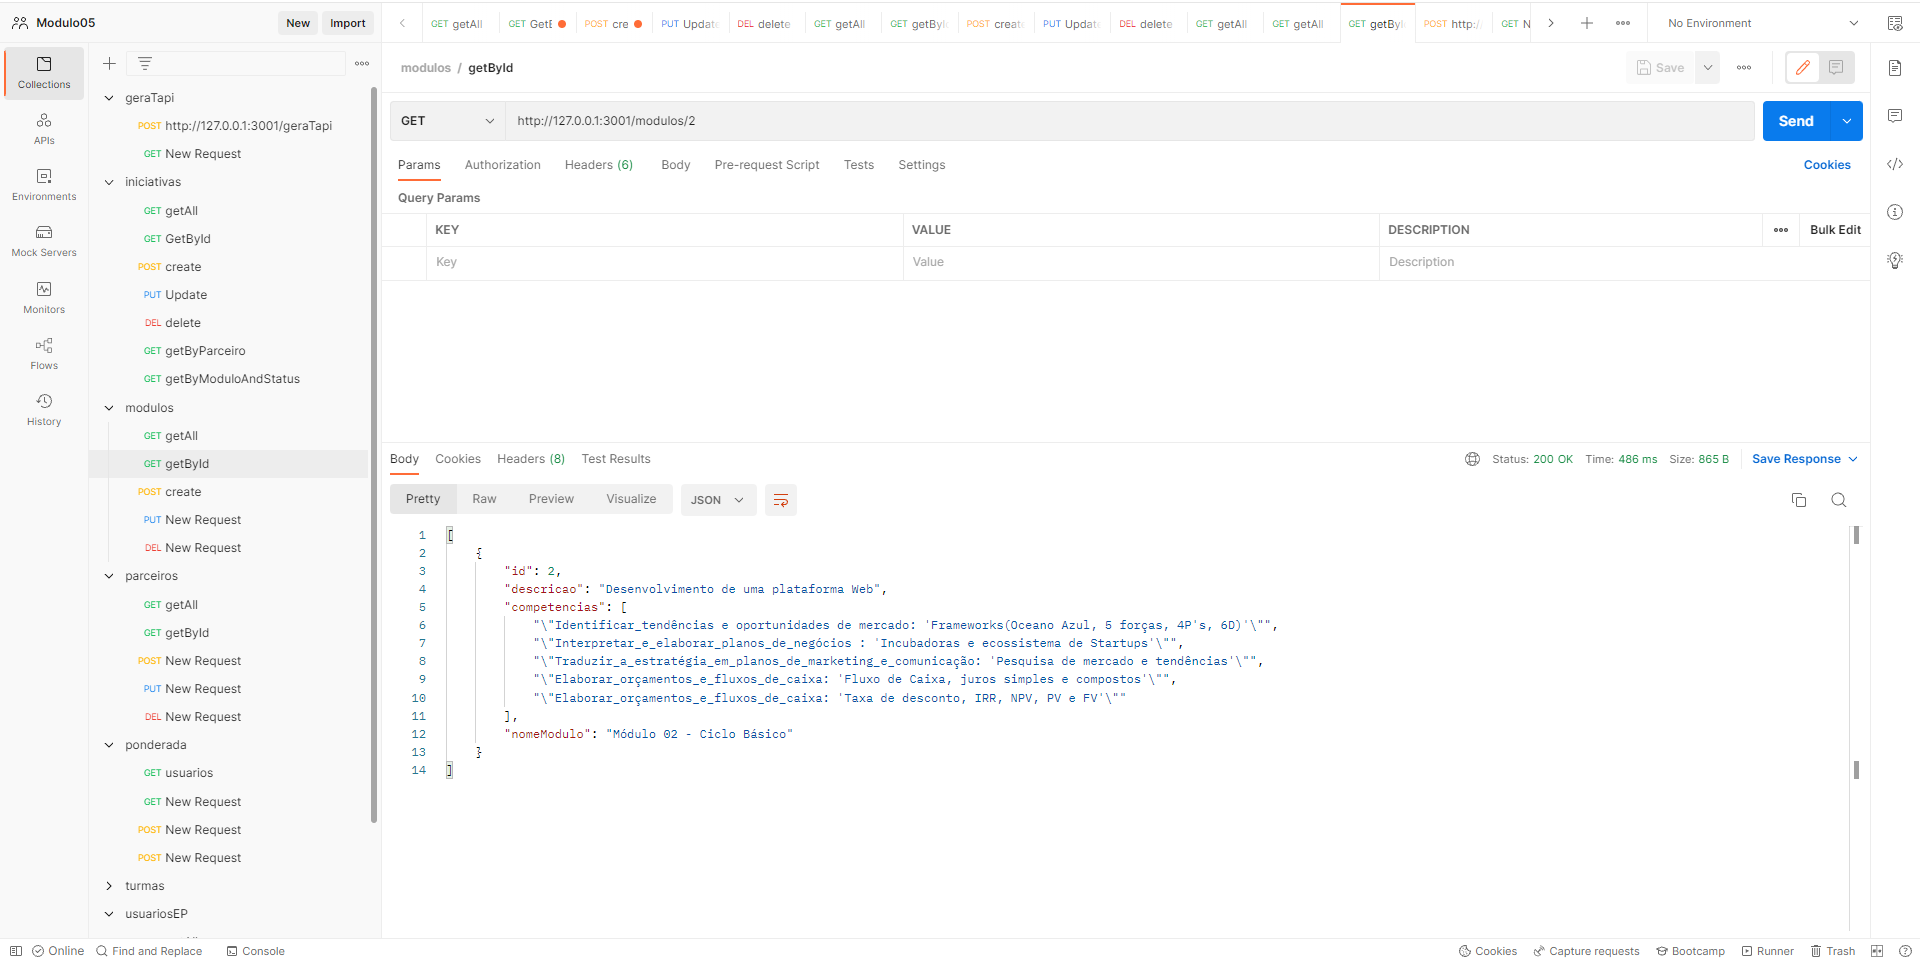 Modulo05
New
Import
GET getAll
GET GetE
POST cre
PUT Updat
DEL delete
GET getAll
GET getBy
POST creat
PUT Updat
DEL delete
GET getAll
GET getAll
GET getBy
POST http:
GET N
No Environment
Collections
APIs
Environments
Mock Servers
Monitors
Flows
History
geraTapi
POST http://127.0.0.1:3001/geraTapi
GET New Request
iniciativas
GET getAll
GET GetById
POST create
PUT Update
DEL delete
GET getByParceiro
GET getByModuloAndStatus
modulos
GET getAll
GET getById
POST create
PUT New Request
DEL New Request
parceiros
GET getAll
GET getById
POST New Request
PUT New Request
DEL New Request
ponderada
GET usuarios
GET New Request
POST New Request
POST New Request
turmas
usuariosEP
modulos / getById
Save
GET
http://127.0.0.1:3001/modulos/2
Send
Params
Authorization
Headers (6)
Body
Pre-request Script
Tests
Settings
Cookies
Query Params
KEY
VALUE
DESCRIPTION
Bulk Edit
Key
Value
Description
Body
Cookies
Headers (8)
Test Results
Status: 200 OK
Time: 486 ms
Size: 865 B
Save Response
Pretty
Raw
Preview
Visualize
JSON
1 [
2 {
3 "id": 2,
4 "descricao": "Desenvolvimento de uma plataforma Web",
5 "competencias": [
6 "\"Identificar_tendências e oportunidades de mercado: 'Frameworks(Oceano Azul, 5 forças, 4P's, 6D)'\"",
7 "\"Interpretar_e_elaborar_planos_de_negócios : 'Incubadoras e ecossistema de Startups'\"",
8 "\"Traduzir_a_estratégia_em_planos_de_marketing_e_comunicação: 'Pesquisa de mercado e tendências'\"",
9 "\"Elaborar_orçamentos_e_fluxos_de_caixa: 'Fluxo de Caixa, juros simples e compostos'\"",
10 "\"Elaborar_orçamentos_e_fluxos_de_caixa: 'Taxa de desconto, IRR, NPV, PV e FV'\""
11 ],
12 "nomeModulo": "Módulo 02 - Ciclo Básico"
13 }
14 ]
Online
Find and Replace
Console
Cookies
Capture requests
Bootcamp
Runner
Trash